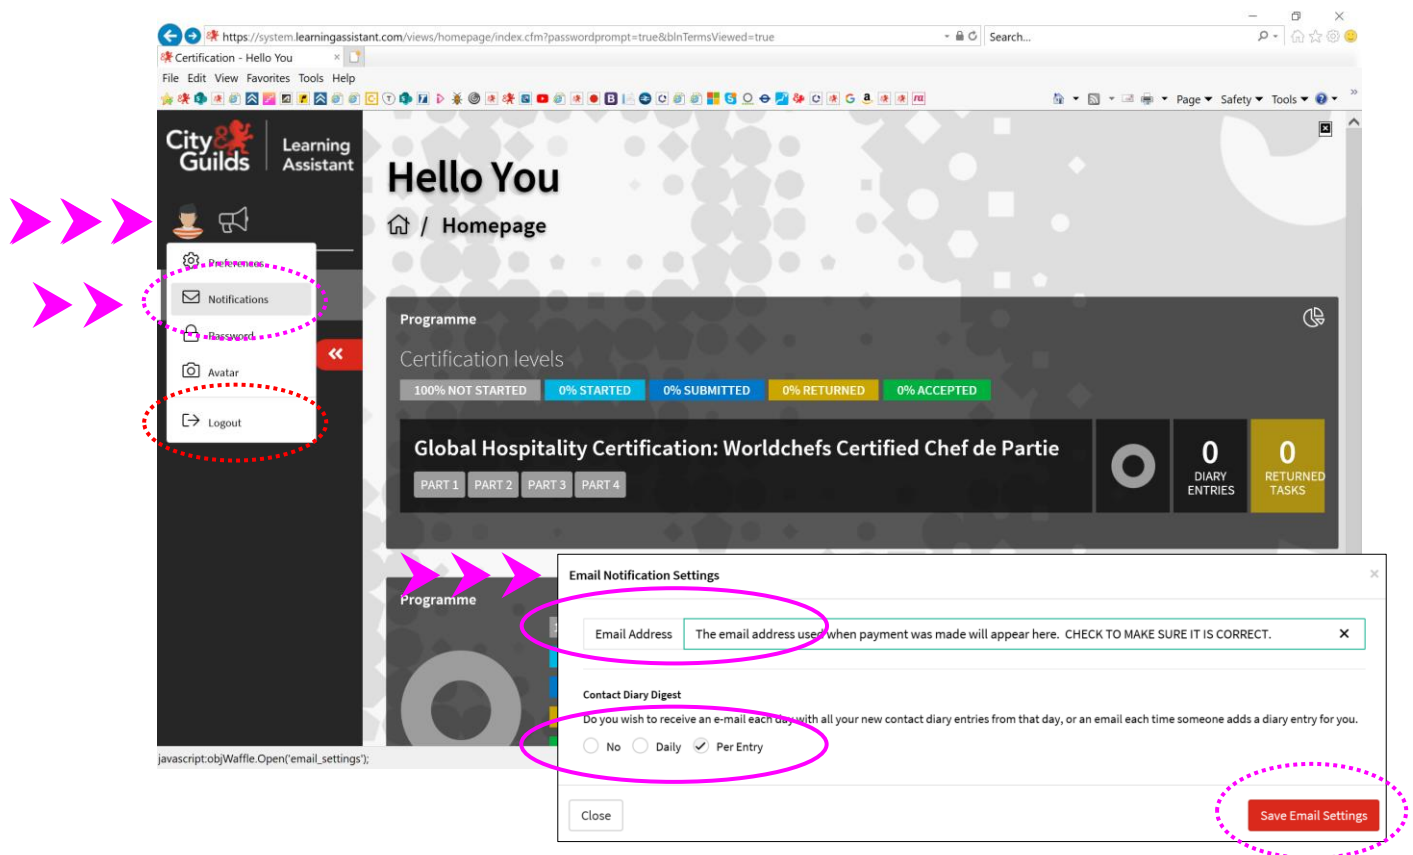 https://system.learningassistant.com/views/homepage/index.cfm?passwordprompt=true&blnTermsViewed=true
Search...
Certification - Hello You
File Edit View Favorites Tools Help
Page Safety Tools
City & Guilds
Learning Assistant
Hello You
/ Homepage
Preferences
Notifications
Password
Avatar
Logout
Programme
Certification levels
100% NOT STARTED 0% STARTED 0% SUBMITTED 0% RETURNED 0% ACCEPTED
Global Hospitality Certification: Worldchefs Certified Chef de Partie
PART 1 PART 2 PART 3 PART 4
0
DIARY
ENTRIES
0
RETURNED
TASKS
Programme
Email Notification Settings
Email Address The email address used when payment was made will appear here. CHECK TO MAKE SURE IT IS CORRECT.
Contact Diary Digest
Do you wish to receive an e-mail each day with all your new contact diary entries from that day, or an email each time someone adds a diary entry for you.
No Daily Per Entry
Close
Save Email Settings
javascript:objWaffle.Open('email_settings');